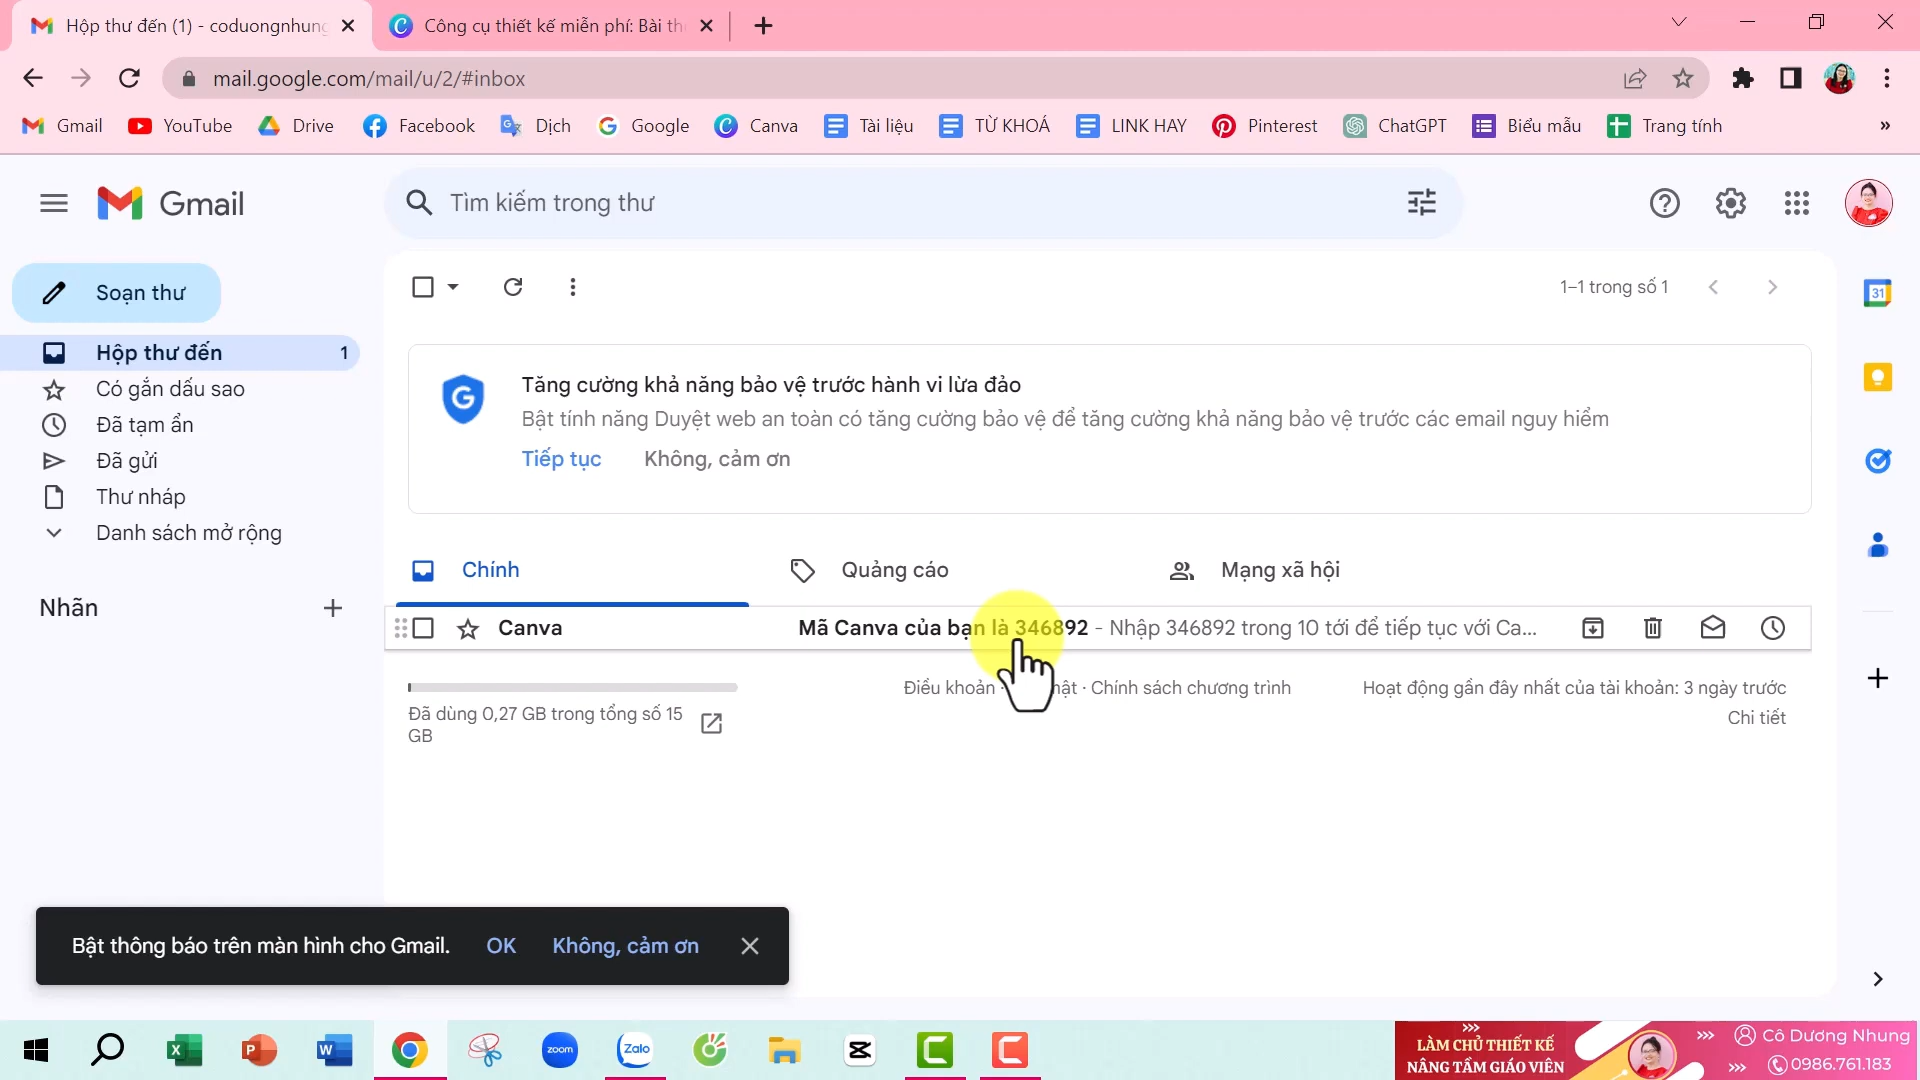 Hộp thư đến (1) - coduongnhung
Công cụ thiết kế miễn phí: Bài th
mail.google.com/mail/u/2/#inbox
Gmail
YouTube
Drive
Facebook
Dịch
Google
Canva
Tài liệu
TỪ KHOÁ
LINK HAY
Pinterest
ChatGPT
Biểu mẫu
Trang tính
»
Gmail
Tìm kiếm trong thư
Soạn thư
1–1 trong số 1
Hộp thư đến 1
Có gắn dấu sao
Đã tạm ẩn
Đã gửi
Thư nháp
Danh sách mở rộng
Nhãn
Tăng cường khả năng bảo vệ trước hành vi lừa đảo
Bật tính năng Duyệt web an toàn có tăng cường bảo vệ để tăng cường khả năng bảo vệ trước các email nguy hiểm
Tiếp tục Không, cảm ơn
Chính
Quảng cáo
Mạng xã hội
Canva
Mã Canva của bạn là 346892 - Nhập 346892 trong 10 tới để tiếp tục với Ca...
Đã dùng 0,27 GB trong tổng số 15
GB
Điều khoản · · Chính sách chương trình
Hoạt động gần đây nhất của tài khoản: 3 ngày trước
Chi tiết
31
Bật thông báo trên màn hình cho Gmail. OK Không, cảm ơn
zoom
Zalo
LÀM CHỦ THIẾT KẾ
NÂNG TẦM GIÁO VIÊN
Cô Dương Nhung
0986.761.183